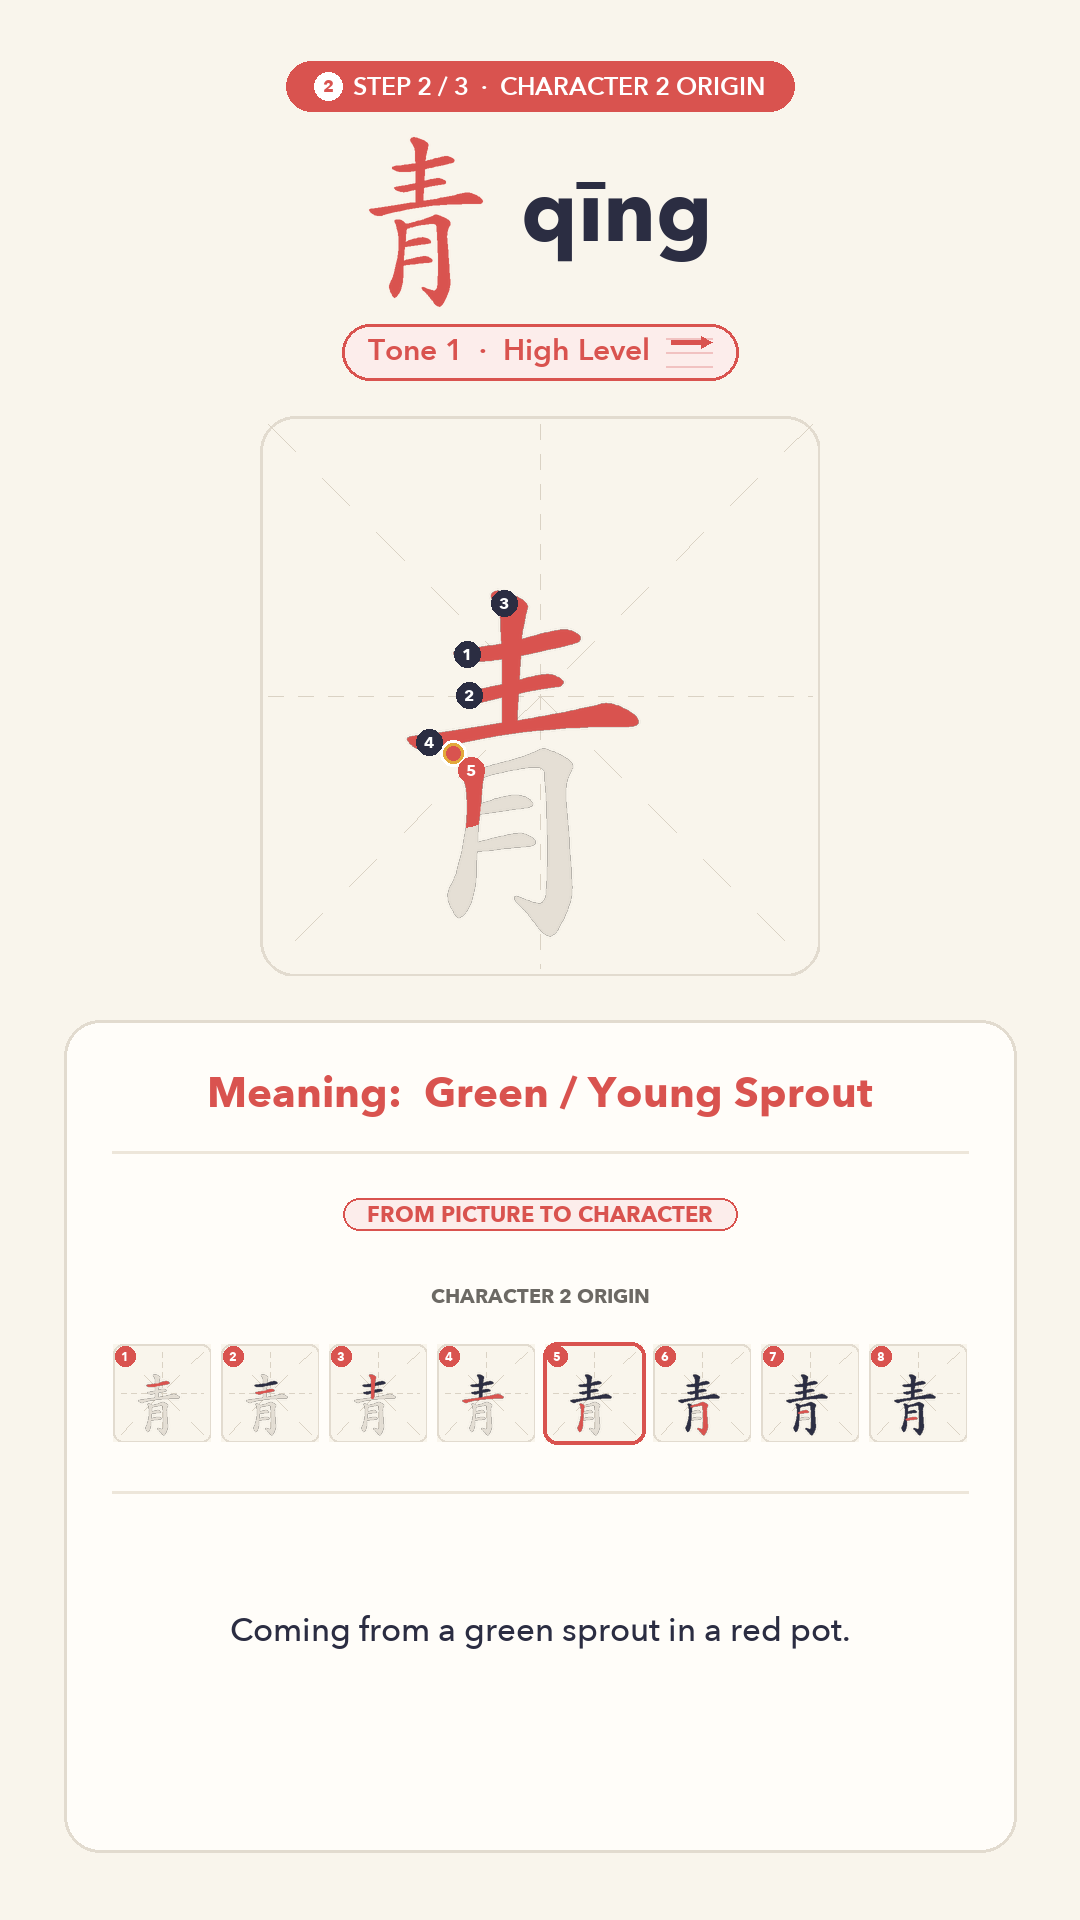 2 STEP 2 / 3 · CHARACTER 2 ORIGIN
青 qīng
Tone 1 · High Level
3
1
2
4
5
Meaning: Green / Young Sprout
FROM PICTURE TO CHARACTER
CHARACTER 2 ORIGIN
1 2 3 4 5 6 7 8
Coming from a green sprout in a red pot.